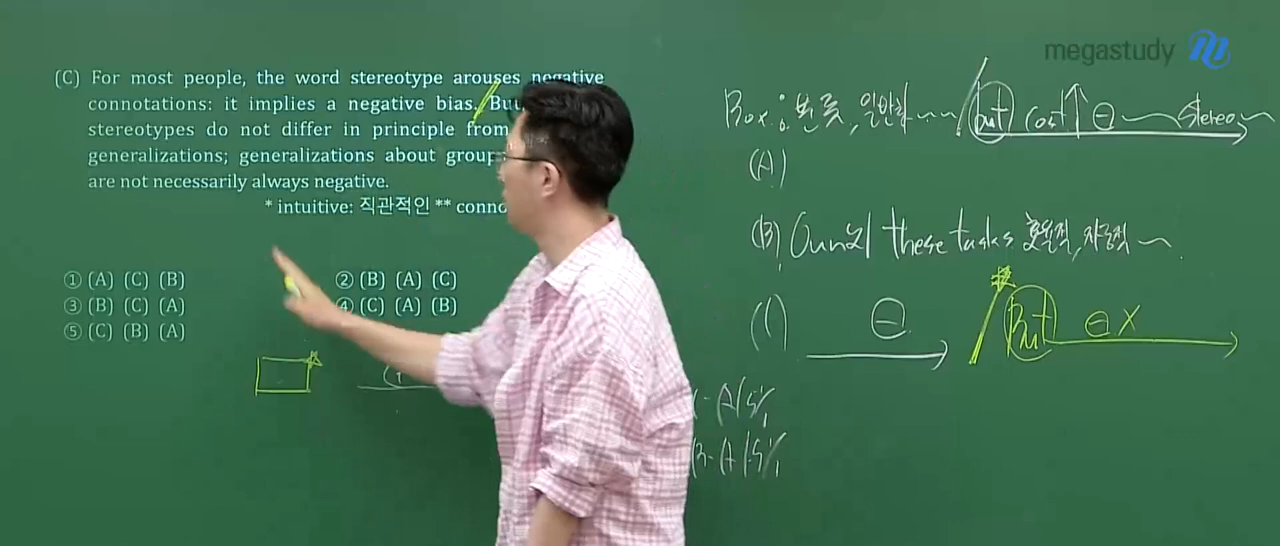 megastudy
(C) For most people, the word stereotype arouses negative
connotations: it implies a negative bias. But
stereotypes do not differ in principle from
generalizations; generalizations about group
are not necessarily always negative.
* intuitive: 직관적인 ** conno
① (A) (C) (B)
② (B) (A) (C)
③ (B) (C) (A)
④ (C) (A) (B)
⑤ (C) (B) (A)
Box: 분류, 일반화 but cost ↑ ⊖ Stereo
(A)
(B) these tasks 효율적, 자동적
⊖ But ⊖ X